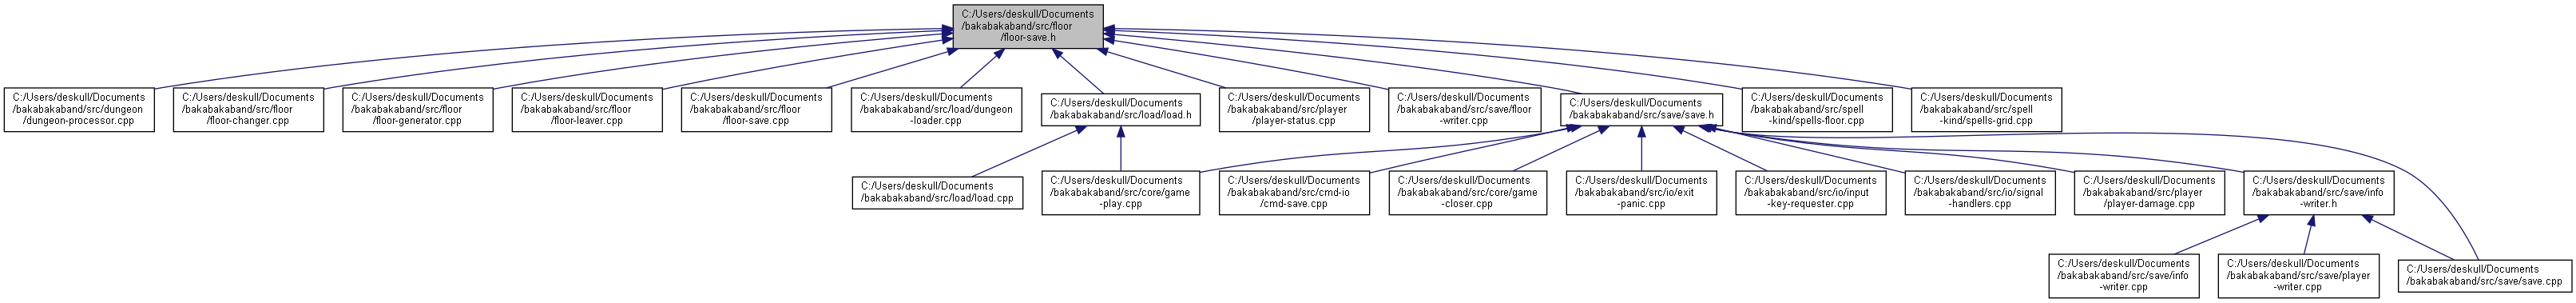 C:/Users/deskull/Documents
/bakabakaband/src/floor
/floor-save.h
C:/Users/deskull/Documents
/bakabakaband/src/dungeon
/dungeon-processor.cpp
C:/Users/deskull/Documents
/bakabakaband/src/floor
/floor-changer.cpp
C:/Users/deskull/Documents
/bakabakaband/src/floor
/floor-generator.cpp
C:/Users/deskull/Documents
/bakabakaband/src/floor
/floor-leaver.cpp
C:/Users/deskull/Documents
/bakabakaband/src/floor
/floor-save.cpp
C:/Users/deskull/Documents
/bakabakaband/src/load/dungeon
-loader.cpp
C:/Users/deskull/Documents
/bakabakaband/src/load/load.h
C:/Users/deskull/Documents
/bakabakaband/src/player
/player-status.cpp
C:/Users/deskull/Documents
/bakabakaband/src/save/floor
-writer.cpp
C:/Users/deskull/Documents
/bakabakaband/src/save/save.h
C:/Users/deskull/Documents
/bakabakaband/src/spell
-kind/spells-floor.cpp
C:/Users/deskull/Documents
/bakabakaband/src/spell
-kind/spells-grid.cpp
C:/Users/deskull/Documents
/bakabakaband/src/load/load.cpp
C:/Users/deskull/Documents
/bakabakaband/src/core/game
-play.cpp
C:/Users/deskull/Documents
/bakabakaband/src/cmd-io
/cmd-save.cpp
C:/Users/deskull/Documents
/bakabakaband/src/core/game
-closer.cpp
C:/Users/deskull/Documents
/bakabakaband/src/io/exit
-panic.cpp
C:/Users/deskull/Documents
/bakabakaband/src/io/input
-key-requester.cpp
C:/Users/deskull/Documents
/bakabakaband/src/io/signal
-handlers.cpp
C:/Users/deskull/Documents
/bakabakaband/src/player
/player-damage.cpp
C:/Users/deskull/Documents
/bakabakaband/src/save/info
-writer.h
C:/Users/deskull/Documents
/bakabakaband/src/save/info
-writer.cpp
C:/Users/deskull/Documents
/bakabakaband/src/save/player
-writer.cpp
C:/Users/deskull/Documents
/bakabakaband/src/save/save.cpp